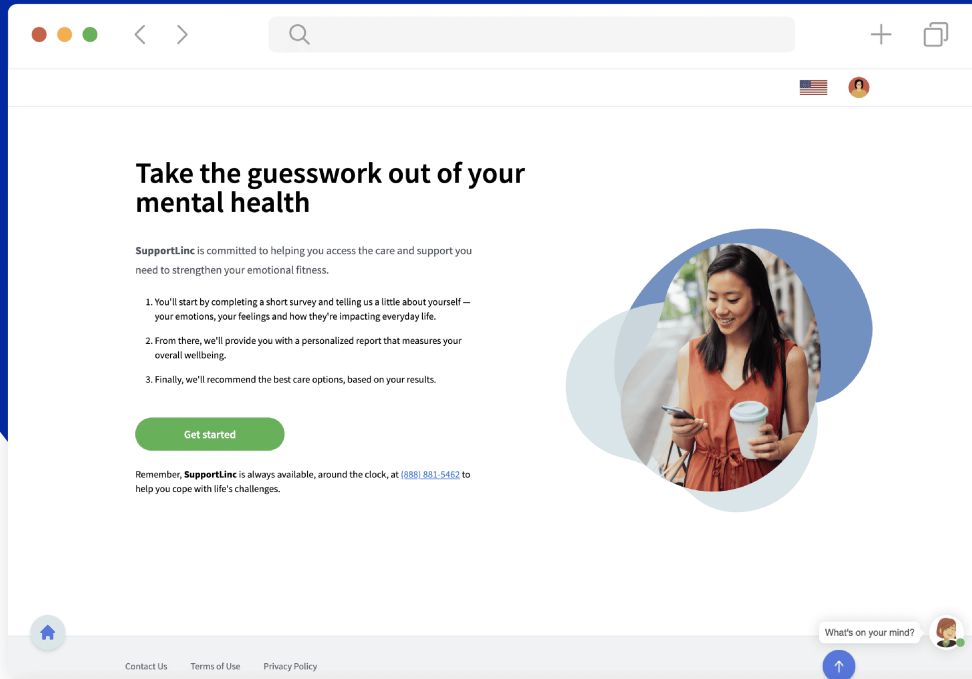 Take the guesswork out of your
mental health
SupportLinc is committed to helping you access the care and support you
need to strengthen your emotional fitness.
1. You'll start by completing a short survey and telling us a little about yourself —
your emotions, your feelings and how they're impacting everyday life.
2. From there, we'll provide you with a personalized report that measures your
overall wellbeing.
3. Finally, we'll recommend the best care options, based on your results.
Get started
Remember, SupportLinc is always available, around the clock, at (888) 881-5462 to
help you cope with life's challenges.
What's on your mind?
Contact Us Terms of Use Privacy Policy